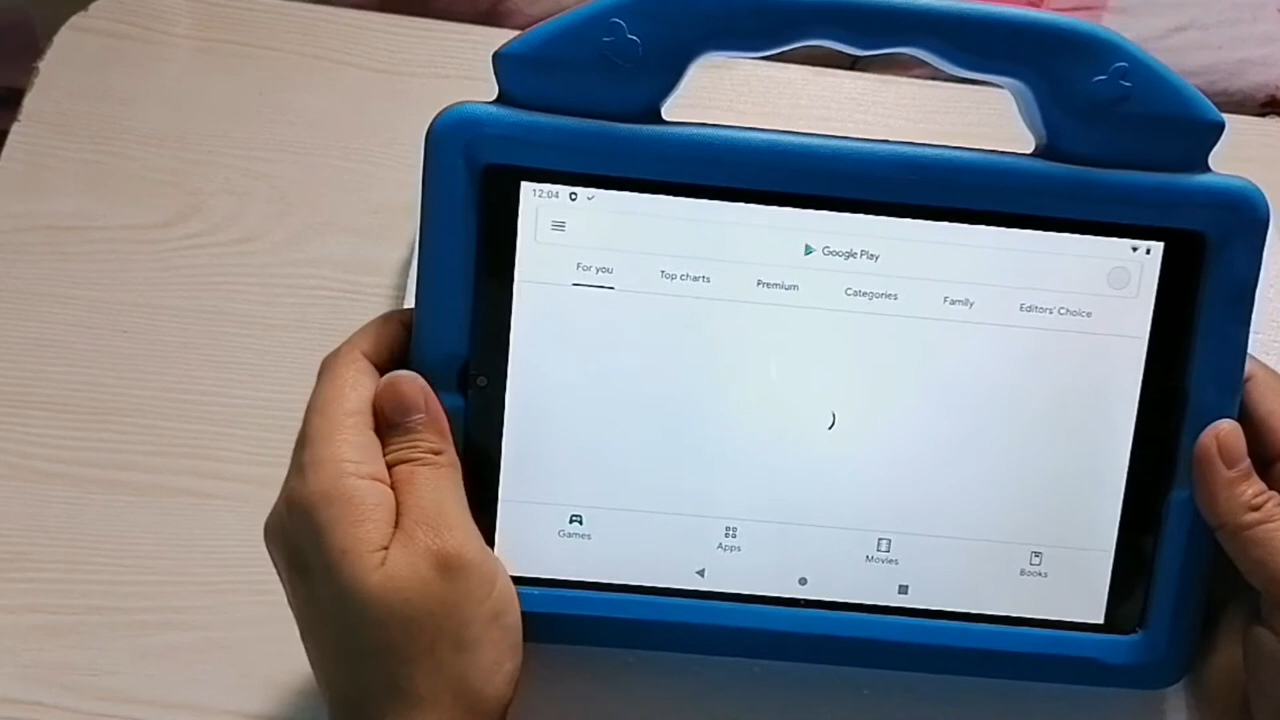 12:04
Google Play
For you
Top charts
Premium
Categories
Family
Editors' Choice
Games
Apps
Movies
Books